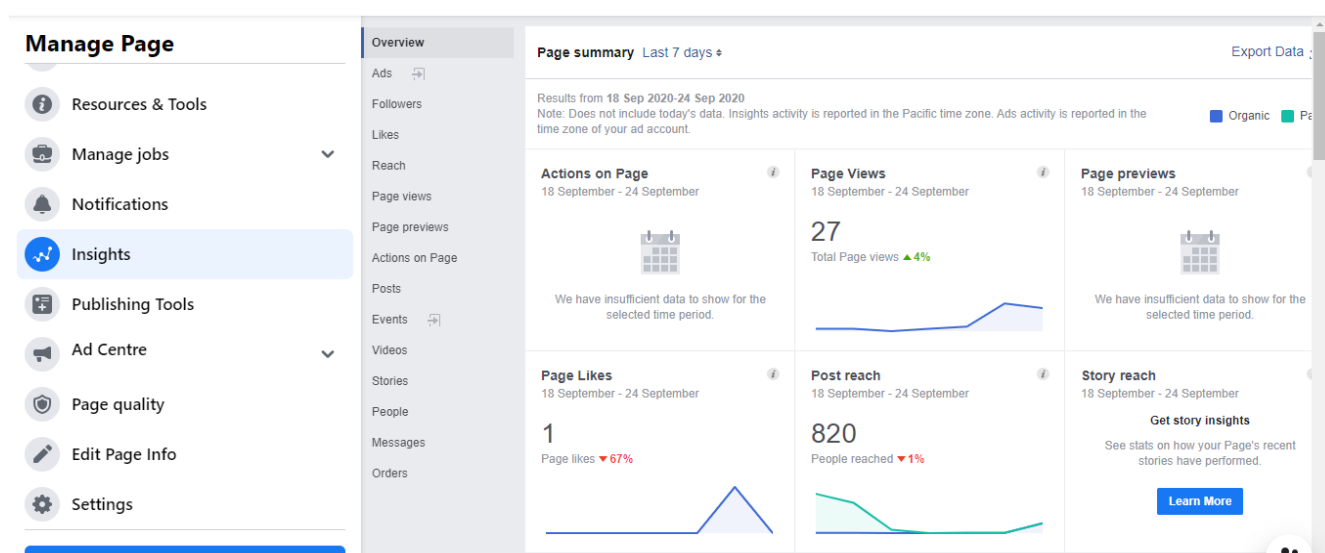 Manage Page
Resources & Tools
Manage jobs
Notifications
Insights
Publishing Tools
Ad Centre
Page quality
Edit Page Info
Settings
Overview
Ads
Followers
Likes
Reach
Page views
Page previews
Actions on Page
Posts
Events
Videos
Stories
People
Messages
Orders
Page summary Last 7 days
Export Data
Results from 18 Sep 2020-24 Sep 2020
Note: Does not include today's data. Insights activity is reported in the Pacific time zone. Ads activity is reported in the
time zone of your ad account.
Organic
Actions on Page
18 September - 24 September
We have insufficient data to show for the
selected time period.
Page Views
18 September - 24 September
27
Total Page views ▲4%
Page previews
18 September - 24 September
We have insufficient data to show for the
selected time period.
Page Likes
18 September - 24 September
1
Page likes ▼67%
Post reach
18 September - 24 September
820
People reached ▼1%
Story reach
18 September - 24 September
Get story insights
See stats on how your Page's recent
stories have performed.
Learn More